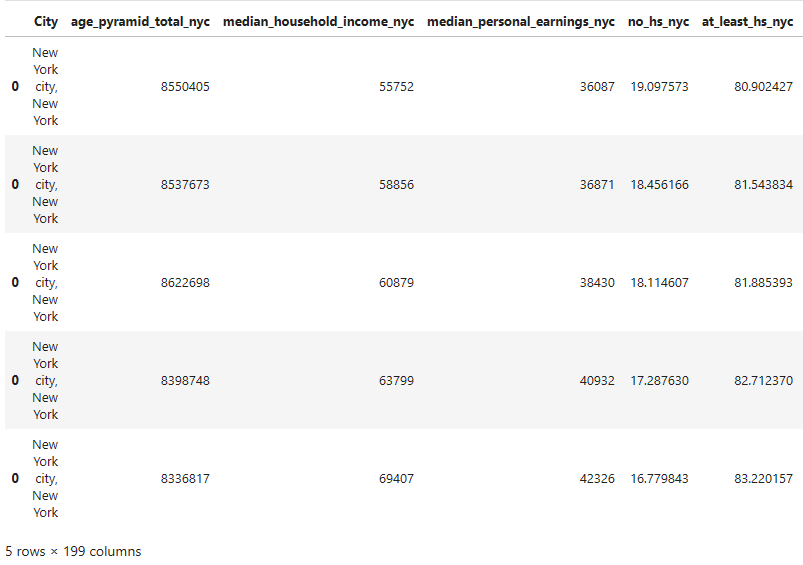 City age_pyramid_total_nyc median_household_income_nyc median_personal_earnings_nyc no_hs_nyc at_least_hs_nyc
New
York
0 city, 8550405 55752 36087 19.097573 80.902427
New
York
New
York
0 city, 8537673 58856 36871 18.456166 81.543834
New
York
New
York
0 city, 8622698 60879 38430 18.114607 81.885393
New
York
New
York
0 city, 8398748 63799 40932 17.287630 82.712370
New
York
New
York
0 city, 8336817 69407 42326 16.779843 83.220157
New
York
5 rows × 199 columns